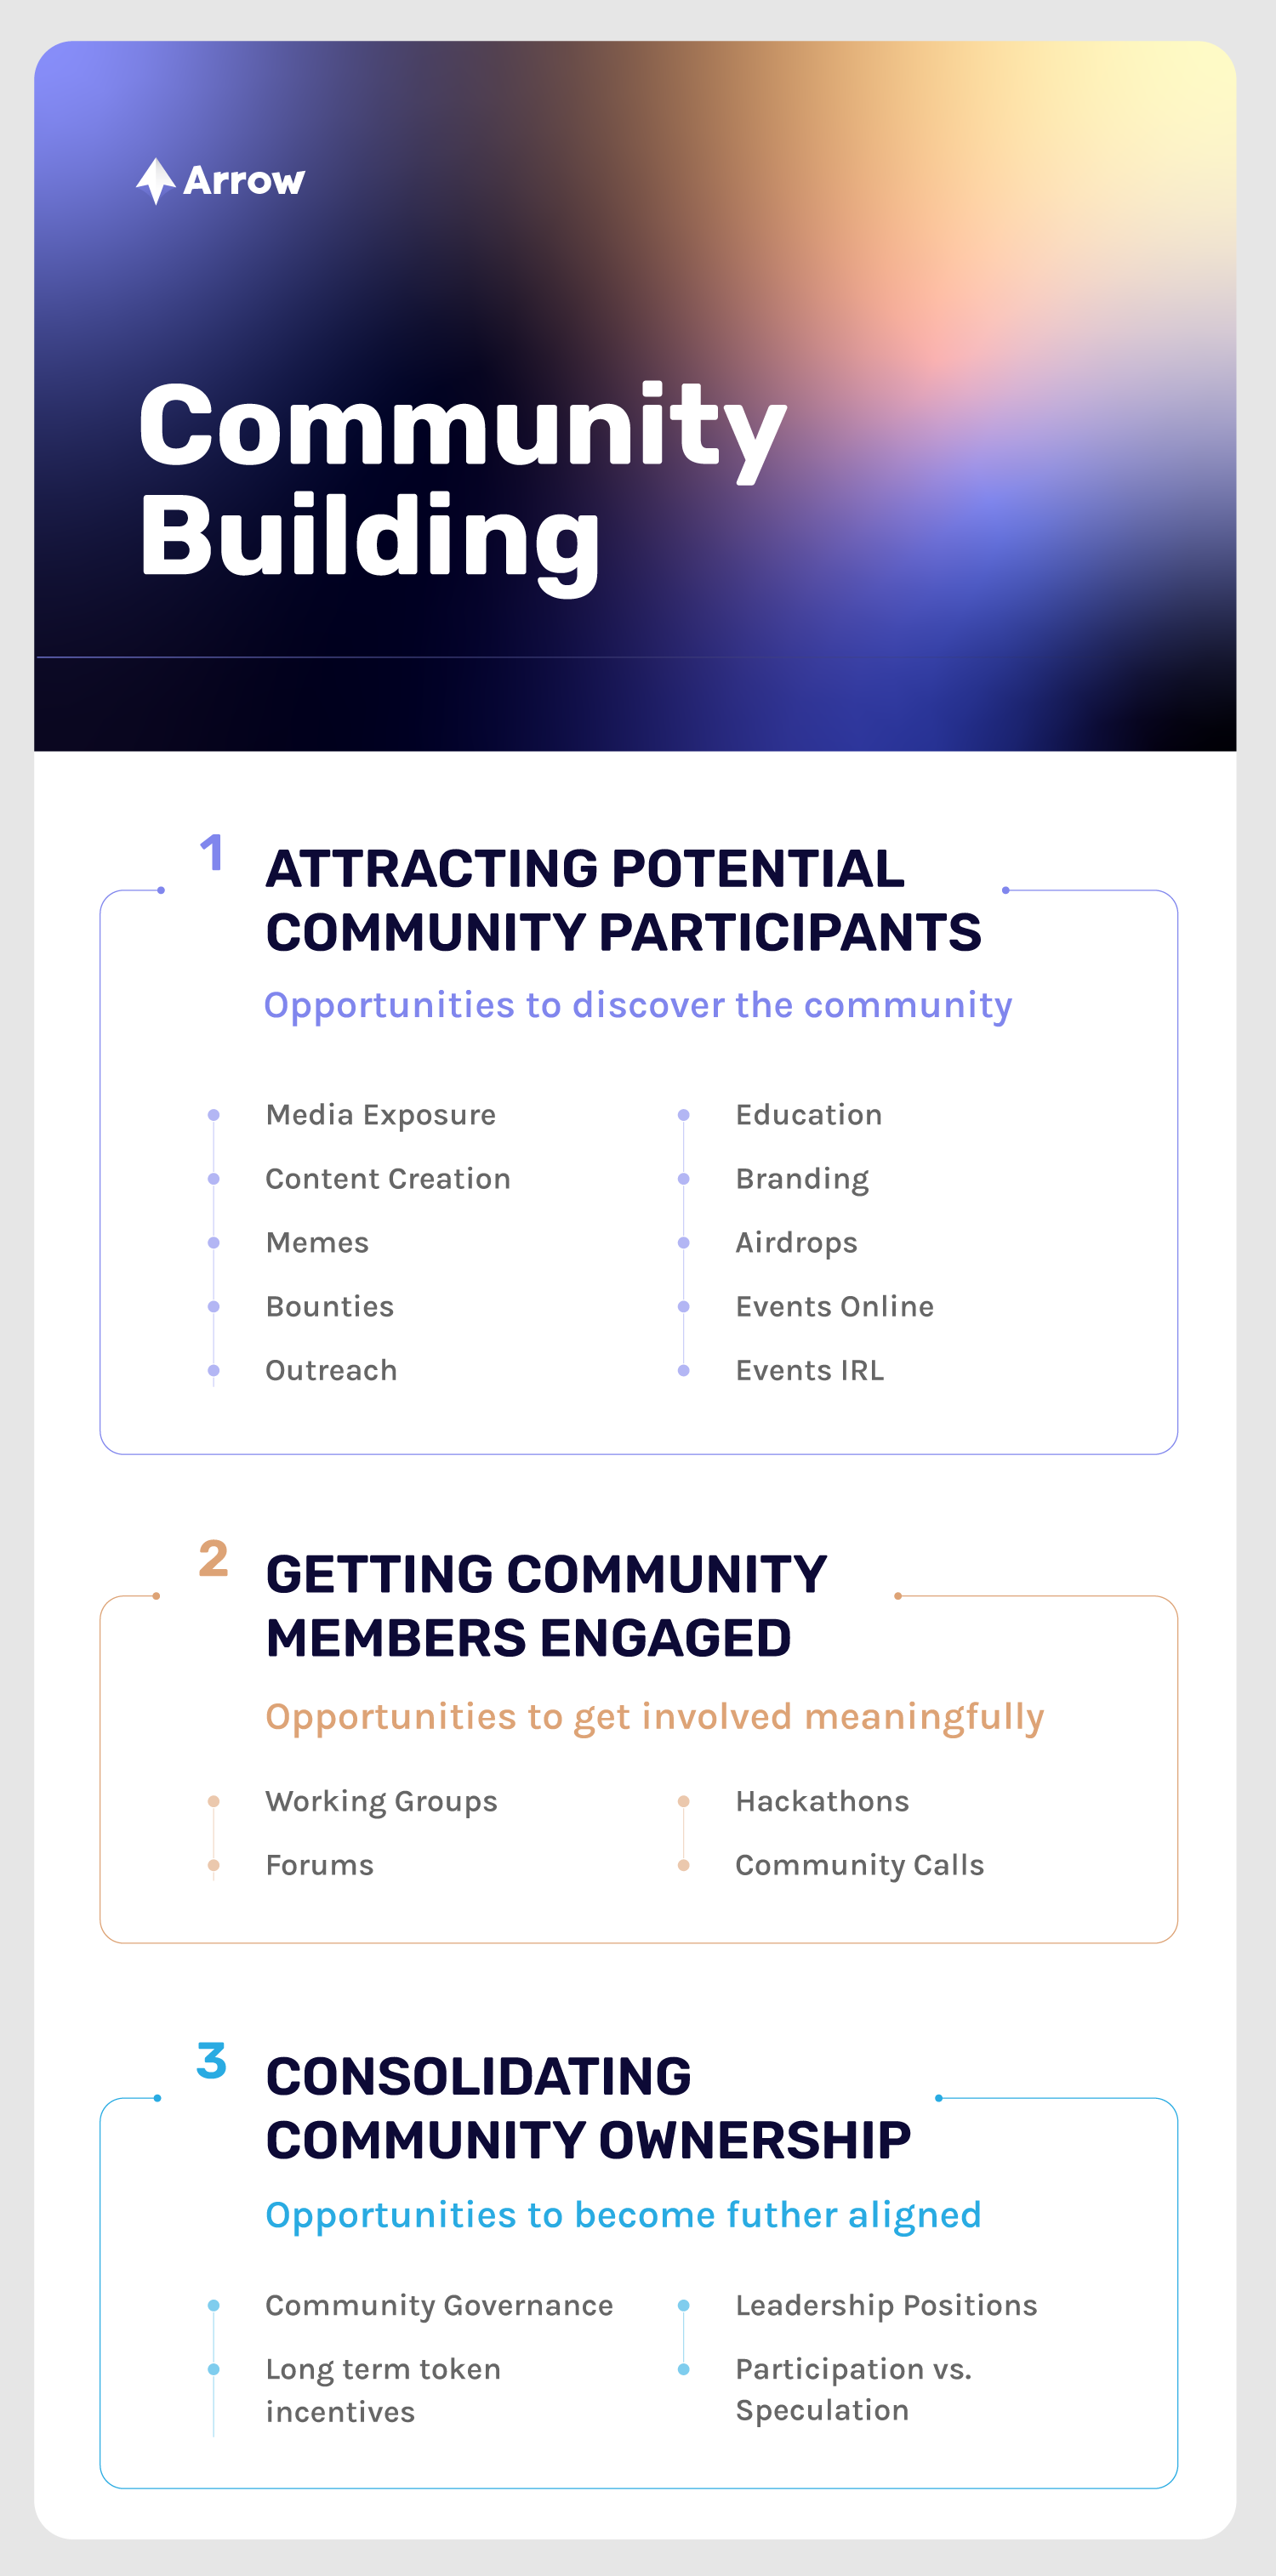 Arrow
Community
Building
1
ATTRACTING POTENTIAL
COMMUNITY PARTICIPANTS
Opportunities to discover the community
Media Exposure
Content Creation
Memes
Bounties
Outreach
Education
Branding
Airdrops
Events Online
Events IRL
2
GETTING COMMUNITY
MEMBERS ENGAGED
Opportunities to get involved meaningfully
Working Groups
Forums
Hackathons
Community Calls
3
CONSOLIDATING
COMMUNITY OWNERSHIP
Opportunities to become futher aligned
Community Governance
Long term token
incentives
Leadership Positions
Participation vs.
Speculation